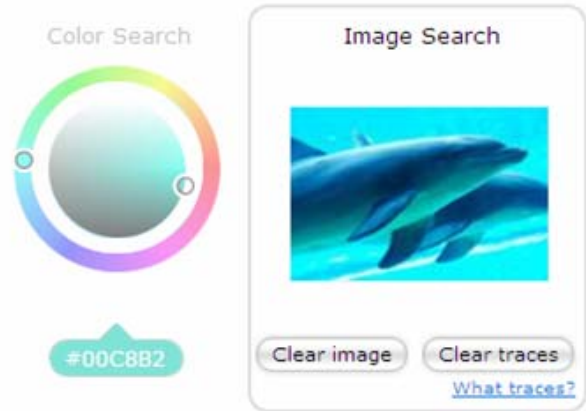 Color Search
#00C8B2
Image Search
Clear image
Clear traces
What traces?